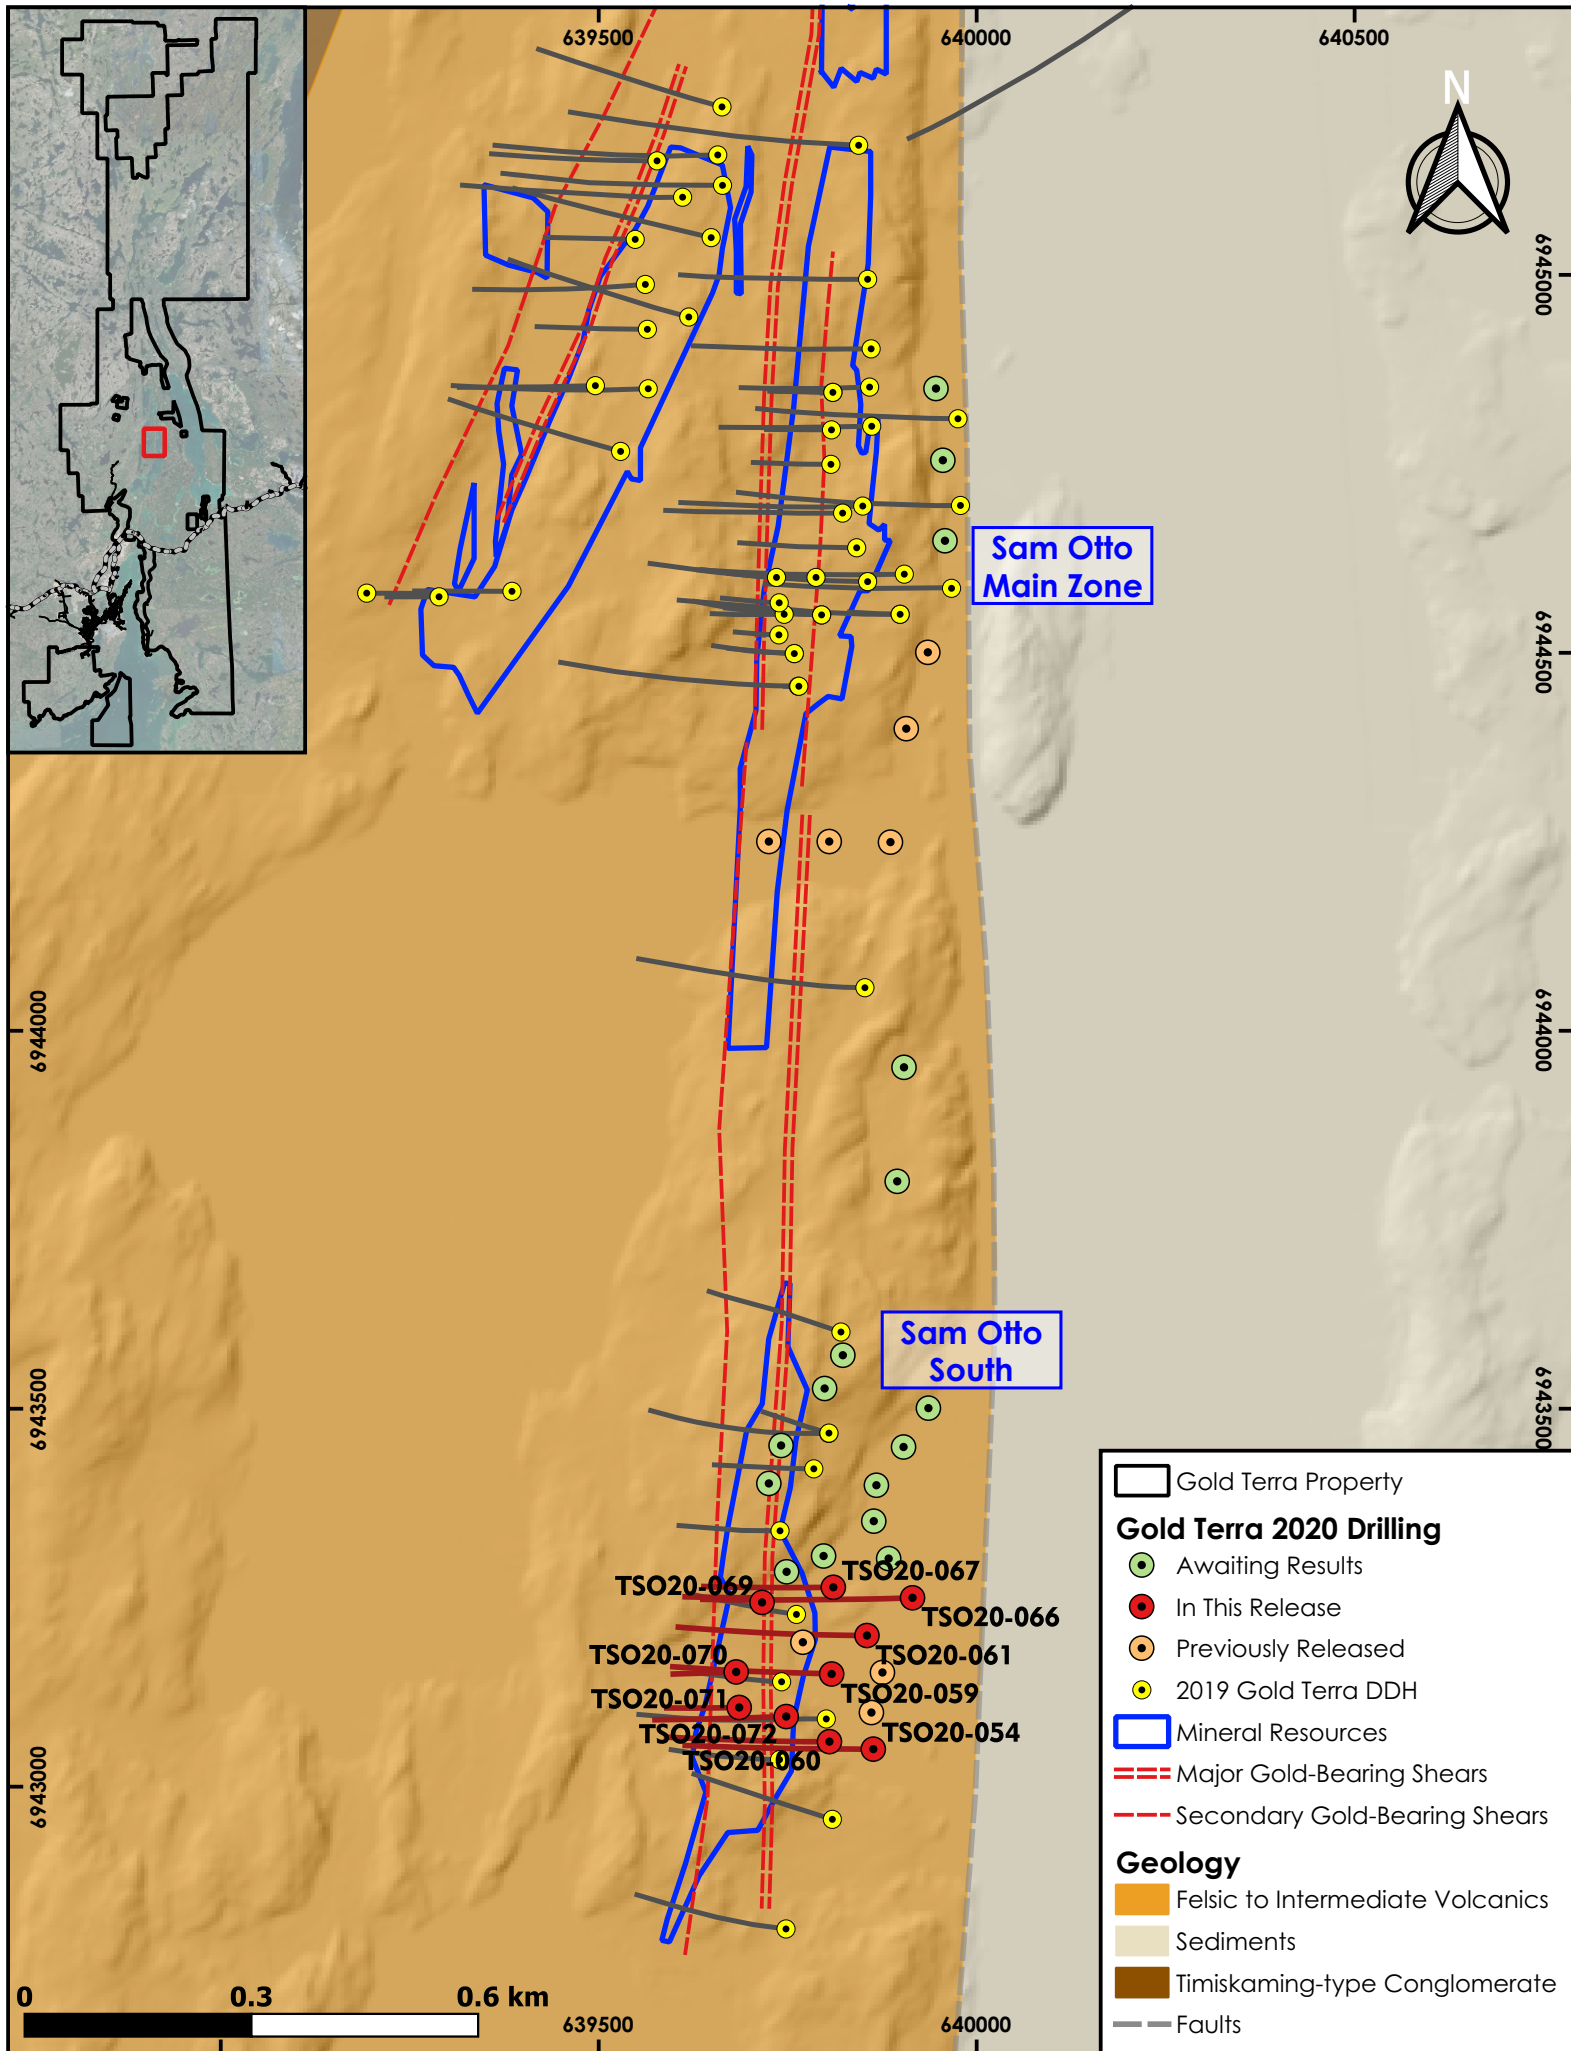 639500
640000
640500
N
6945000
Sam Otto
Main Zone
6944500
6944000
6944000
Sam Otto
South
6943500
6943500
TSO20-067
TSO20-069
TSO20-066
TSO20-070
TSO20-061
TSO20-071
TSO20-059
TSO20-072
TSO20-054
TSO20-060
6943000
Gold Terra Property
Gold Terra 2020 Drilling
Awaiting Results
In This Release
Previously Released
2019 Gold Terra DDH
Mineral Resources
Major Gold-Bearing Shears
Secondary Gold-Bearing Shears
Geology
Felsic to Intermediate Volcanics
Sediments
Timiskaming-type Conglomerate
Faults
0 0.3 0.6 km
639500
640000